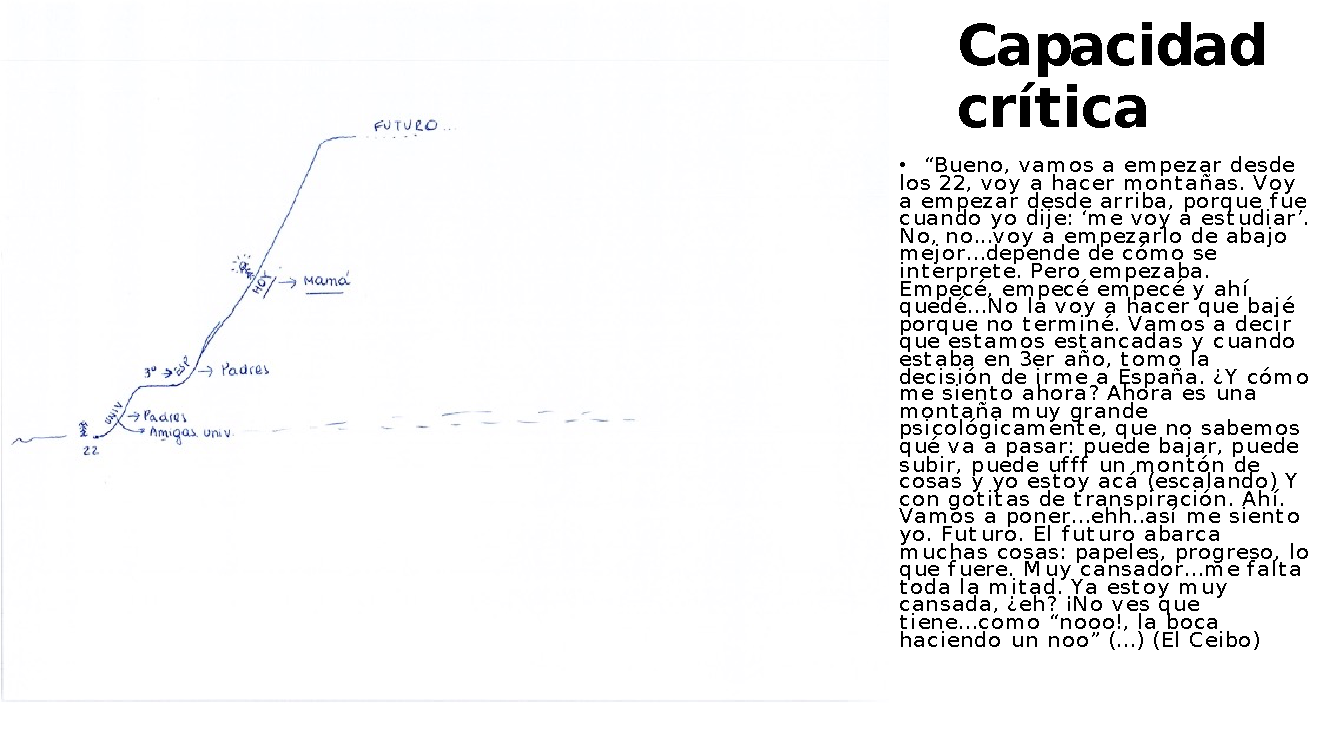 Capacidad
crítica
• “Bueno, vamos a empezar desde
los 22, voy a hacer montañas. Voy
a empezar desde arriba, porque fue
cuando yo dije: ‘me voy a estudiar’.
No, no...voy a empezarlo de abajo
mejor...depende de cómo se
interprete. Pero empezaba.
Empecé, empecé empecé y ahí
quedé...No la voy a hacer que bajé
porque no terminé. Vamos a decir
que estamos estancadas y cuando
estaba en 3er año, tomo la
decisión de irme a España. ¿Y cómo
me siento ahora? Ahora es una
montaña muy grande
psicológicamente, que no sabemos
qué va a pasar: puede bajar, puede
subir, puede ufff un montón de
cosas y yo estoy acá (escalando) Y
con gotitas de transpiración. Ahí.
Vamos a poner...ehh..así me siento
yo. Futuro. El futuro abarca
muchas cosas: papeles, progreso, lo
que fuere. Muy cansador...me falta
toda la mitad. Ya estoy muy
cansada, ¿eh? ¡No ves que
tiene...como “nooo!, la boca
haciendo un noo” (...) (El Ceibo)
FUTURO...
HOY → Mamá
3º → ESP → Padres
UNIV → Padres
Amigas univ.
22